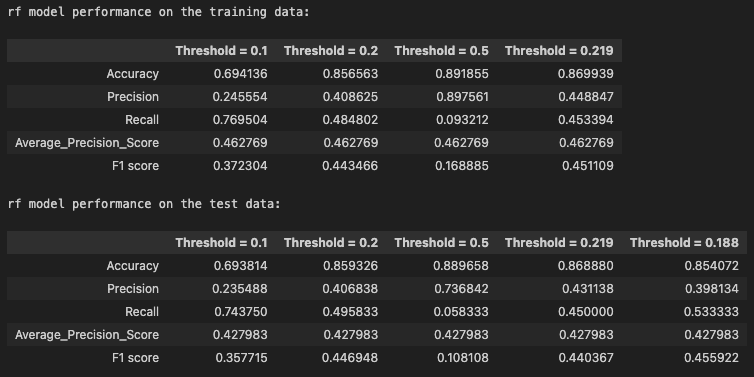 rf model performance on the training data:
Threshold = 0.1 Threshold = 0.2 Threshold = 0.5 Threshold = 0.219
Accuracy 0.694136 0.856563 0.891855 0.869939
Precision 0.245554 0.408625 0.897561 0.448847
Recall 0.769504 0.484802 0.093212 0.453394
Average_Precision_Score 0.462769 0.462769 0.462769 0.462769
F1 score 0.372304 0.443466 0.168885 0.451109
rf model performance on the test data:
Threshold = 0.1 Threshold = 0.2 Threshold = 0.5 Threshold = 0.219 Threshold = 0.188
Accuracy 0.693814 0.859326 0.889658 0.868880 0.854072
Precision 0.235488 0.406838 0.736842 0.431138 0.398134
Recall 0.743750 0.495833 0.058333 0.450000 0.533333
Average_Precision_Score 0.427983 0.427983 0.427983 0.427983 0.427983
F1 score 0.357715 0.446948 0.108108 0.440367 0.455922